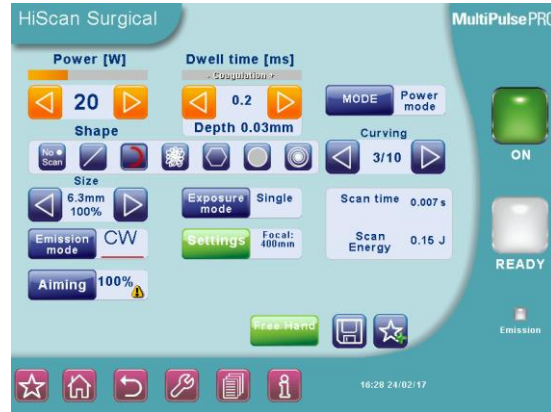 HiScan Surgical
MultiPulse PRO
Power [W]
Dwell time [ms]
- Coagulation +
20
0.2
MODE Power mode
Depth 0.03mm
Shape
No Scan
Curving
3/10
Size
6.3mm
100%
Exposure mode Single
Scan time 0.007 s
Emission mode CW
Settings Focal: 400mm
Scan Energy 0.15 J
Aiming 100%
Free Hand
ON
READY
Emission
16:28 24/02/17